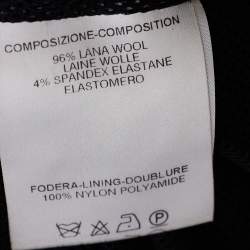 COMPOSIZIONE-COMPOSITION
96% LANA WOOL
LAINE WOLLE
4% SPANDEX ELASTANE
ELASTOMERO
FODERA-LINING-DOUBLURE
100% NYLON POLYAMIDE